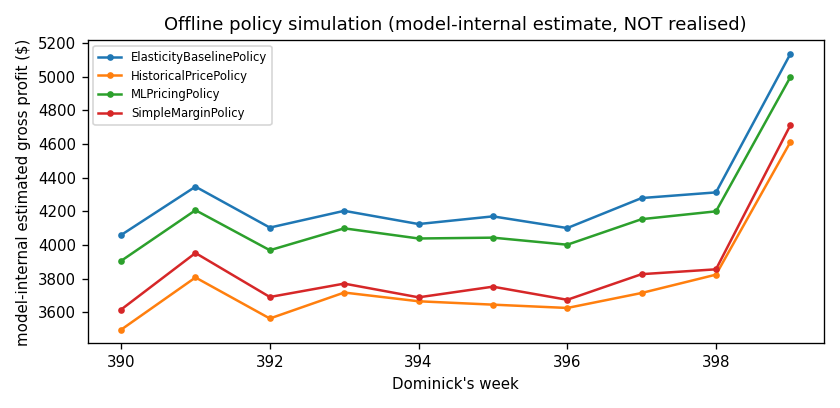 Offline policy simulation (model-internal estimate, NOT realised)
model-internal estimated gross profit ($)
5200
5000
4800
4600
4400
4200
4000
3800
3600
ElasticityBaselinePolicy
HistoricalPricePolicy
MLPricingPolicy
SimpleMarginPolicy
390
392
394
396
398
Dominick's week